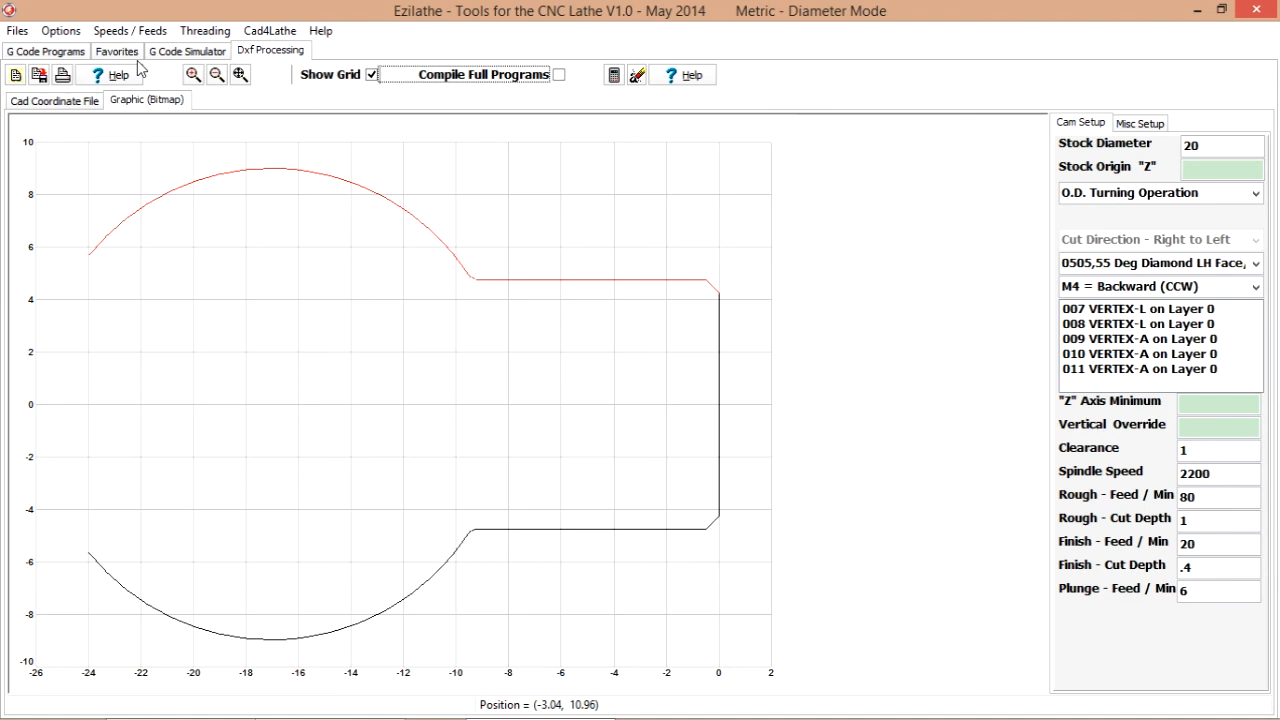 Ezilathe - Tools for the CNC Lathe V1.0 - May 2014 Metric - Diameter Mode
Files Options Speeds / Feeds Threading Cad4Lathe Help
G Code Programs Favorites G Code Simulator Dxf Processing
? Help Show Grid Compile Full Programs ? Help
Cad Coordinate File Graphic (Bitmap)
Cam Setup Misc Setup
Stock Diameter 20
Stock Origin "Z"
O.D. Turning Operation
Cut Direction - Right to Left
0505,55 Deg Diamond LH Face,
M4 = Backward (CCW)
007 VERTEX-L on Layer 0
008 VERTEX-L on Layer 0
009 VERTEX-A on Layer 0
010 VERTEX-A on Layer 0
011 VERTEX-A on Layer 0
"Z" Axis Minimum
Vertical Override
Clearance 1
Spindle Speed 2200
Rough - Feed / Min 80
Rough - Cut Depth 1
Finish - Feed / Min 20
Finish - Cut Depth .4
Plunge - Feed / Min 6
10
8
6
4
2
0
-2
-4
-6
-8
-10
-26 -24 -22 -20 -18 -16 -14 -12 -10 -8 -6 -4 -2 0 2
Position = (-3.04, 10.96)